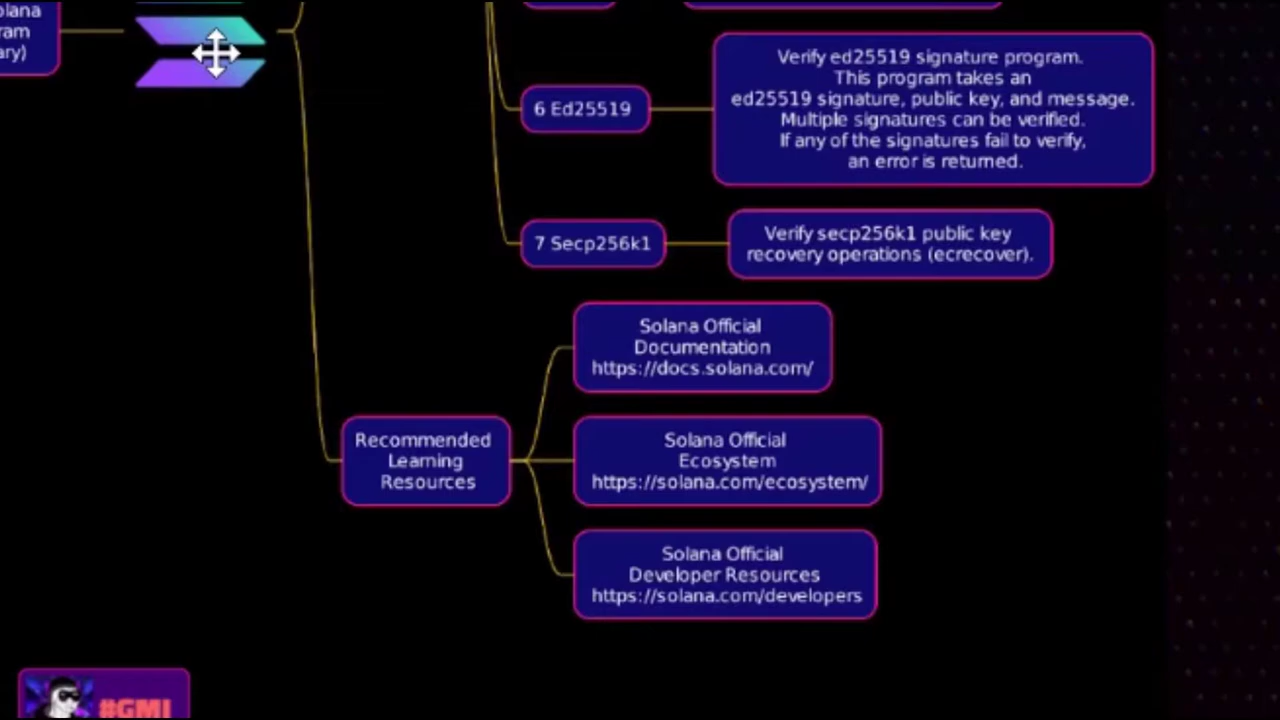 olana
ram
ary)
6 Ed25519
Verify ed25519 signature program.
This program takes an
ed25519 signature, public key, and message.
Multiple signatures can be verified.
If any of the signatures fail to verify,
an error is returned.
7 Secp256k1
Verify secp256k1 public key
recovery operations (ecrecover).
Solana Official
Documentation
https://docs.solana.com/
Recommended
Learning
Resources
Solana Official
Ecosystem
https://solana.com/ecosystem/
Solana Official
Developer Resources
https://solana.com/developers
#GMI